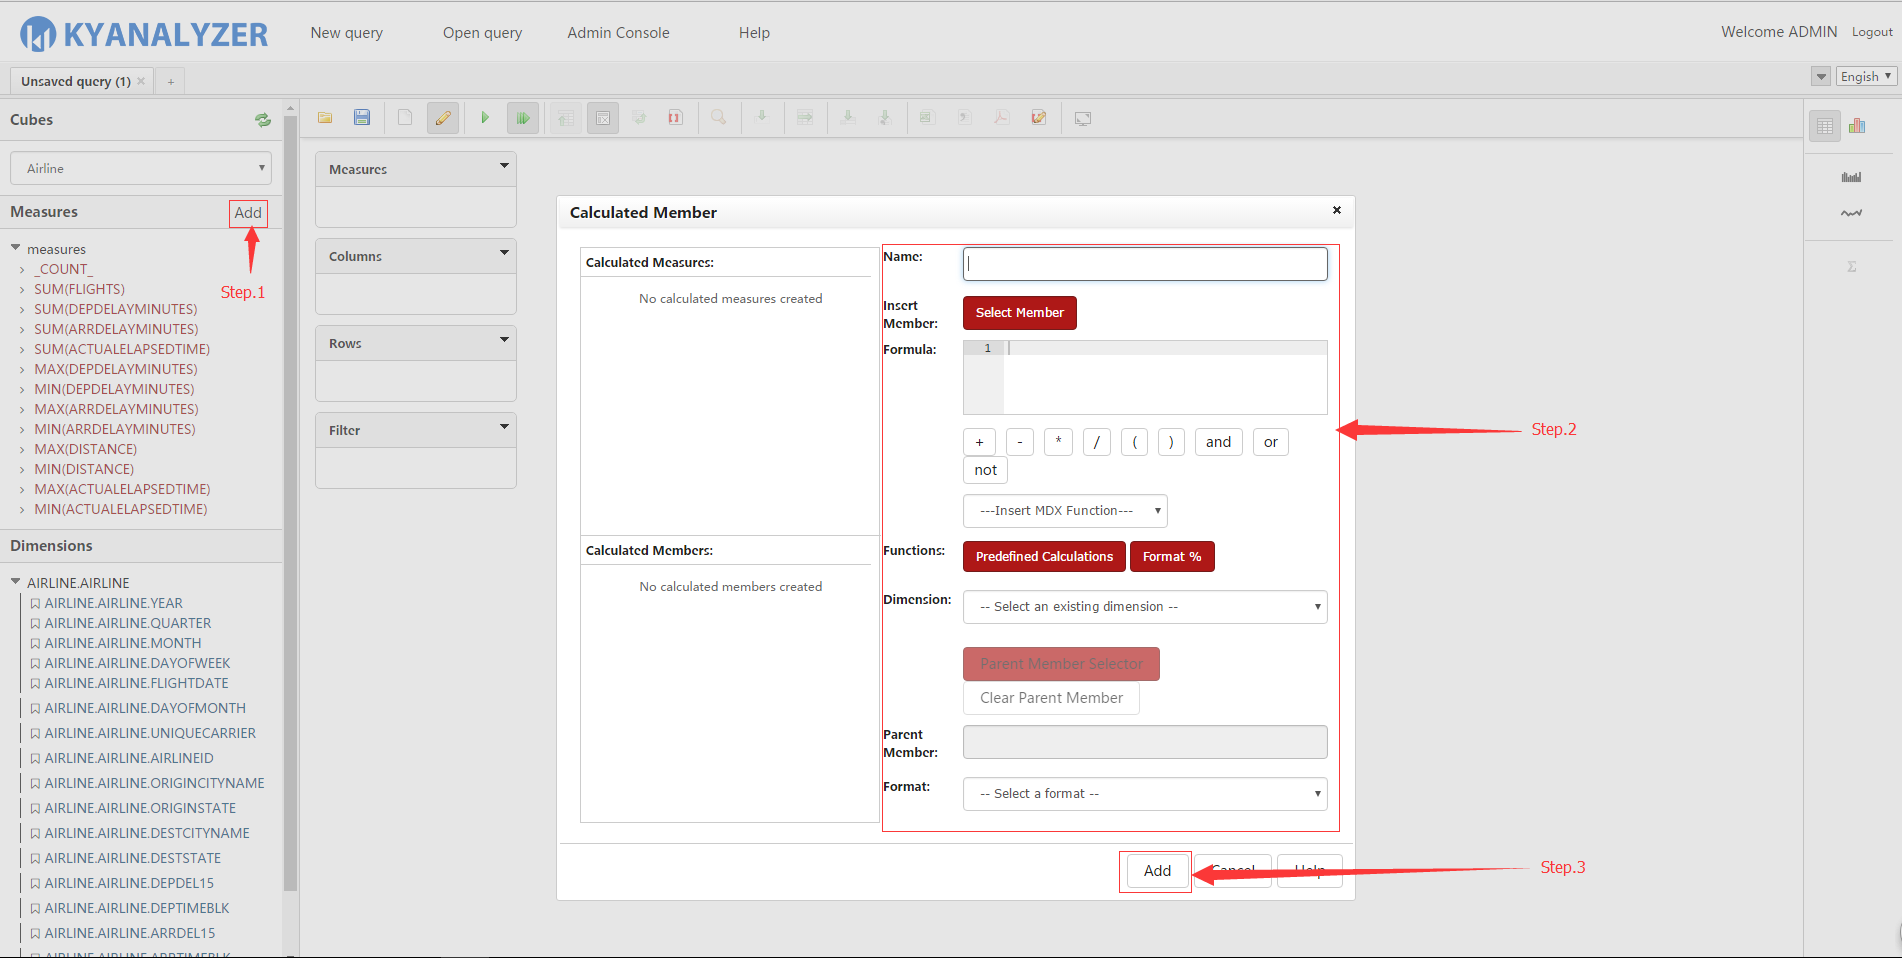 KYANALYZER
New query
Open query
Admin Console
Help
Welcome ADMIN
Logout
Unsaved query (1) ×
+
Engish
Cubes
Airline
Measures
Add
measures
_COUNT_
SUM(FLIGHTS)
SUM(DEPDELAYMINUTES)
SUM(ARRDELAYMINUTES)
SUM(ACTUALELAPSEDTIME)
MAX(DEPDELAYMINUTES)
MIN(DEPDELAYMINUTES)
MAX(ARRDELAYMINUTES)
MIN(ARRDELAYMINUTES)
MAX(DISTANCE)
MIN(DISTANCE)
MAX(ACTUALELAPSEDTIME)
MIN(ACTUALELAPSEDTIME)
Step.1
Dimensions
AIRLINE.AIRLINE
AIRLINE.AIRLINE.YEAR
AIRLINE.AIRLINE.QUARTER
AIRLINE.AIRLINE.MONTH
AIRLINE.AIRLINE.DAYOFWEEK
AIRLINE.AIRLINE.FLIGHTDATE
AIRLINE.AIRLINE.DAYOFMONTH
AIRLINE.AIRLINE.UNIQUECARRIER
AIRLINE.AIRLINE.AIRLINEID
AIRLINE.AIRLINE.ORIGINCITYNAME
AIRLINE.AIRLINE.ORIGINSTATE
AIRLINE.AIRLINE.DESTCITYNAME
AIRLINE.AIRLINE.DESTSTATE
AIRLINE.AIRLINE.DEPDEL15
AIRLINE.AIRLINE.DEPTIMEBLK
AIRLINE.AIRLINE.ARRDEL15
AIRLINE.AIRLINE.ARRTIMEBLK
Measures
Columns
Rows
Filter
Calculated Member
×
Calculated Measures:
No calculated measures created
Calculated Members:
No calculated members created
Name:
Insert
Member:
Select Member
Formula:
1
+ - * / ( ) and or
not
---Insert MDX Function---
Functions:
Predefined Calculations
Format %
Dimension:
-- Select an existing dimension --
Parent Member Selector
Clear Parent Member
Parent
Member:
Format:
-- Select a format --
Add
Cancel
Help
Step.2
Step.3
Σ